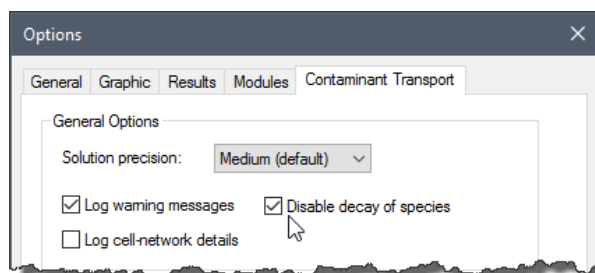 Options
General Graphic Results Modules Contaminant Transport
General Options
Solution precision: Medium (default)
Log warning messages Disable decay of species
Log cell-network details